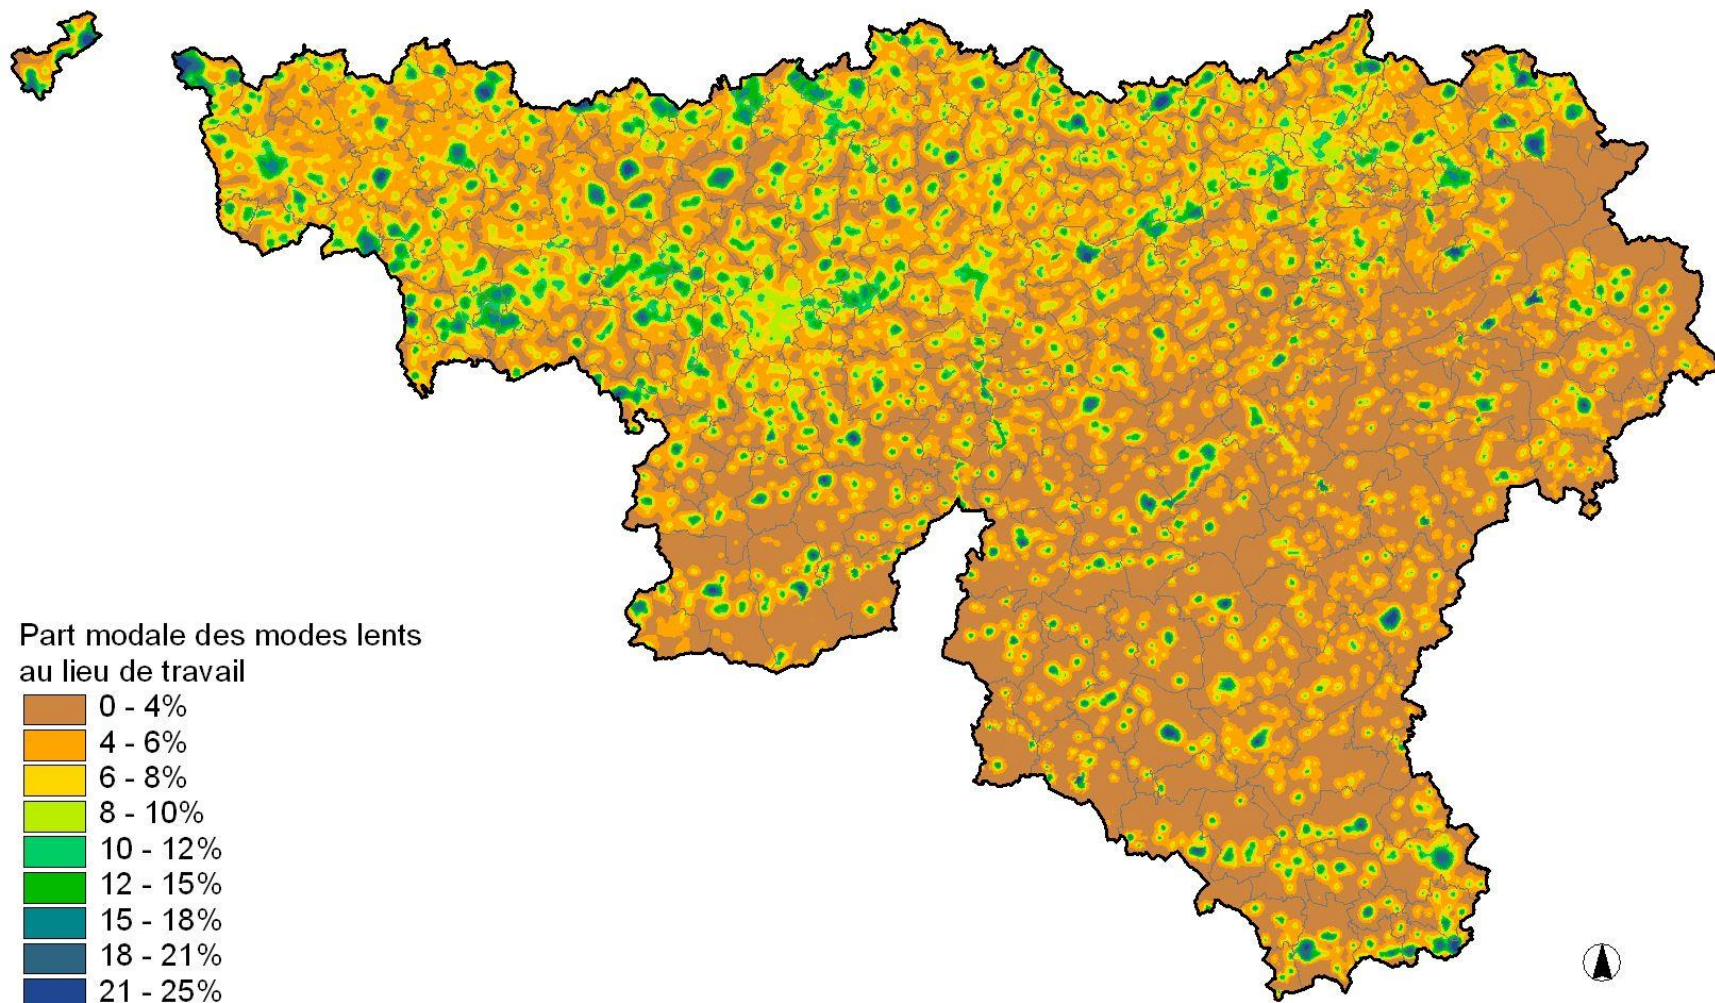 Part modale des modes lents
au lieu de travail
0 - 4%
4 - 6%
6 - 8%
8 - 10%
10 - 12%
12 - 15%
15 - 18%
18 - 21%
21 - 25%